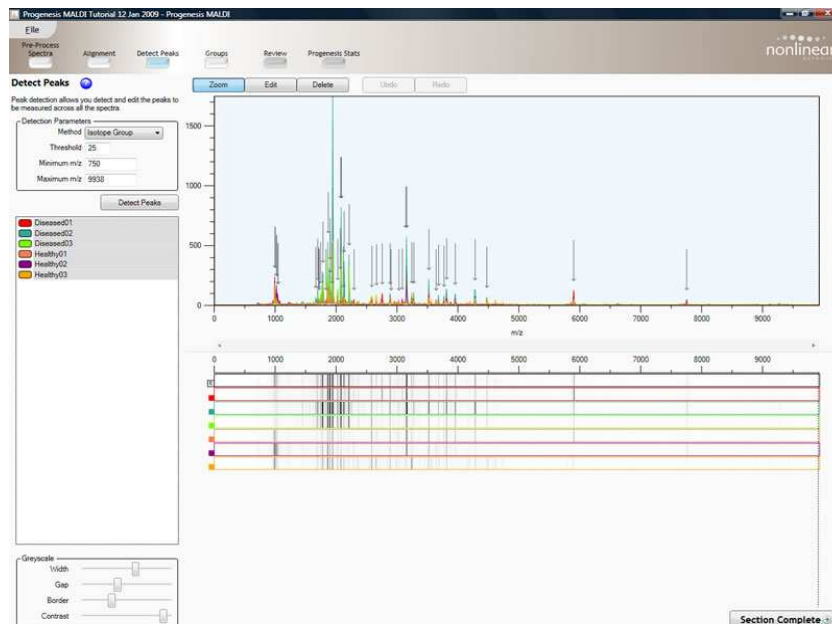 Progenesis MALDI Tutorial 12 Jan 2009 - Progenesis MALDI
File
Pre-Process Spectra
Alignment
Detect Peaks
Groups
Review
Progenesis Stats
nonlinear
Detect Peaks
Peak detection allows you detect and edit the peaks to
be measured across all the spectra.
Detection Parameters
Method Isotope Group
Threshold 25
Minimum m/z 750
Maximum m/z 9938
Detect Peaks
Diseased01
Diseased02
Diseased03
Healthy01
Healthy02
Healthy03
Greyscale
Width
Gap
Border
Contrast
Zoom Edit Delete Undo Redo
1500
1000
500
0
0 1000 2000 3000 4000 5000 6000 7000 8000 9000
m/z
0 1000 2000 3000 4000 5000 6000 7000 8000 9000
Section Complete